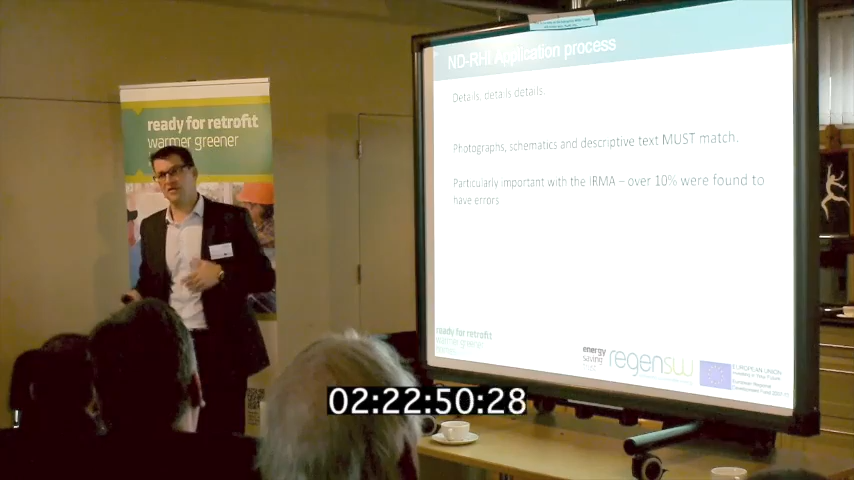 ND-RHI Application process
Details, details details.
Photographs, schematics and descriptive text MUST match.
Particularly important with the IRMA – over 10% were found to
have errors
ready for retrofit
warmer greener
ready for retrofit
warmer greener
energy
saving
regensw
EUROPEAN UNION
02:22:50:28